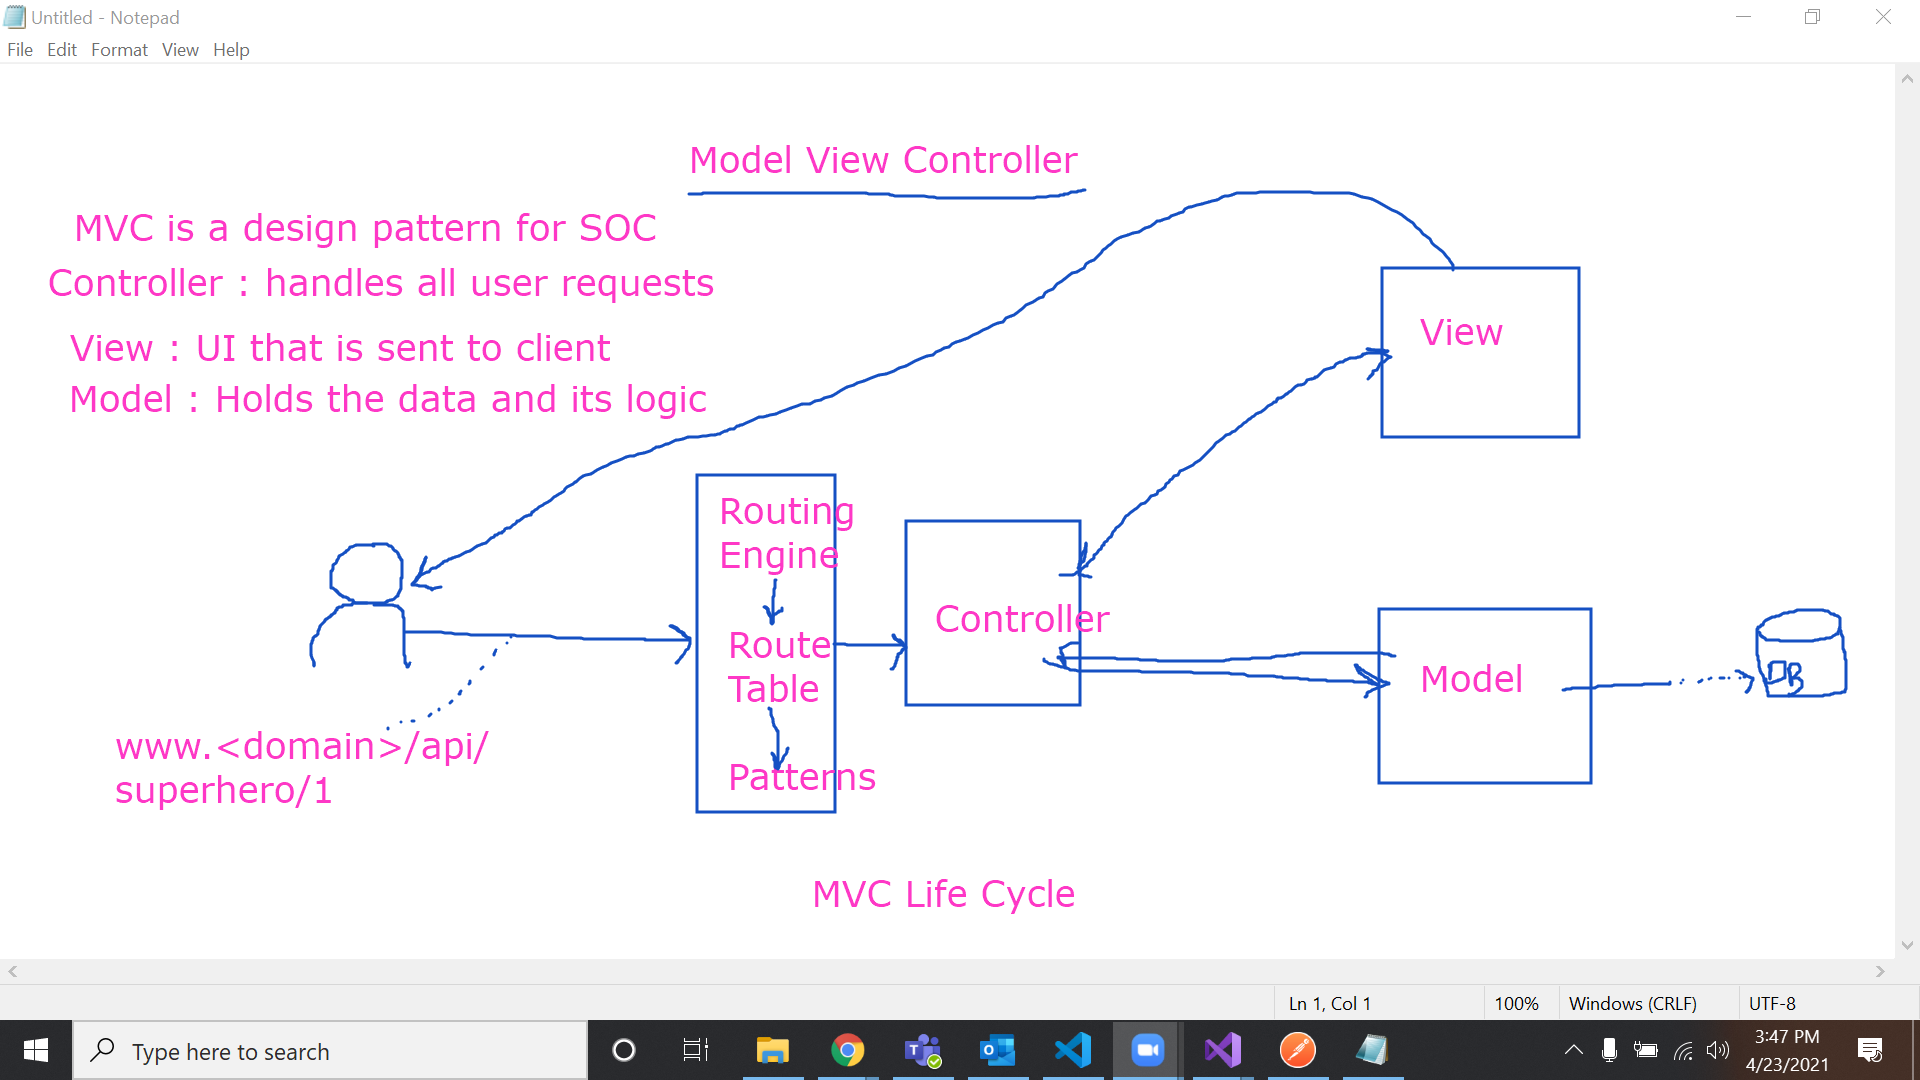 Untitled - Notepad
File Edit Format View Help
Model View Controller
MVC is a design pattern for SOC
Controller : handles all user requests
View : UI that is sent to client
Model : Holds the data and its logic
View
Routing
Engine
Route
Table
Patterns
Controller
Model
DB
www.<domain>/api/
superhero/1
MVC Life Cycle
Ln 1, Col 1
100%
Windows (CRLF)
UTF-8
Type here to search
3:47 PM
4/23/2021